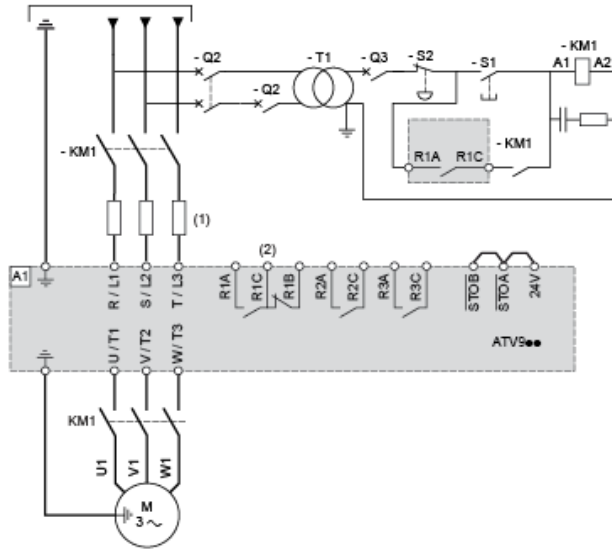 - Q2
- T1
- Q3
- S2
- S1
- KM1
A1
A2
- Q2
- KM1
R1A
R1C
- KM1
(1)
(2)
A1
R / L1
S / L2
T / L3
R1A
R1C
R1B
R2A
R2C
R3A
R3C
STOB
STOA
24V
U / T1
V / T2
W / T3
ATV9●●
KM1
U1
V1
W1
M
3 ~